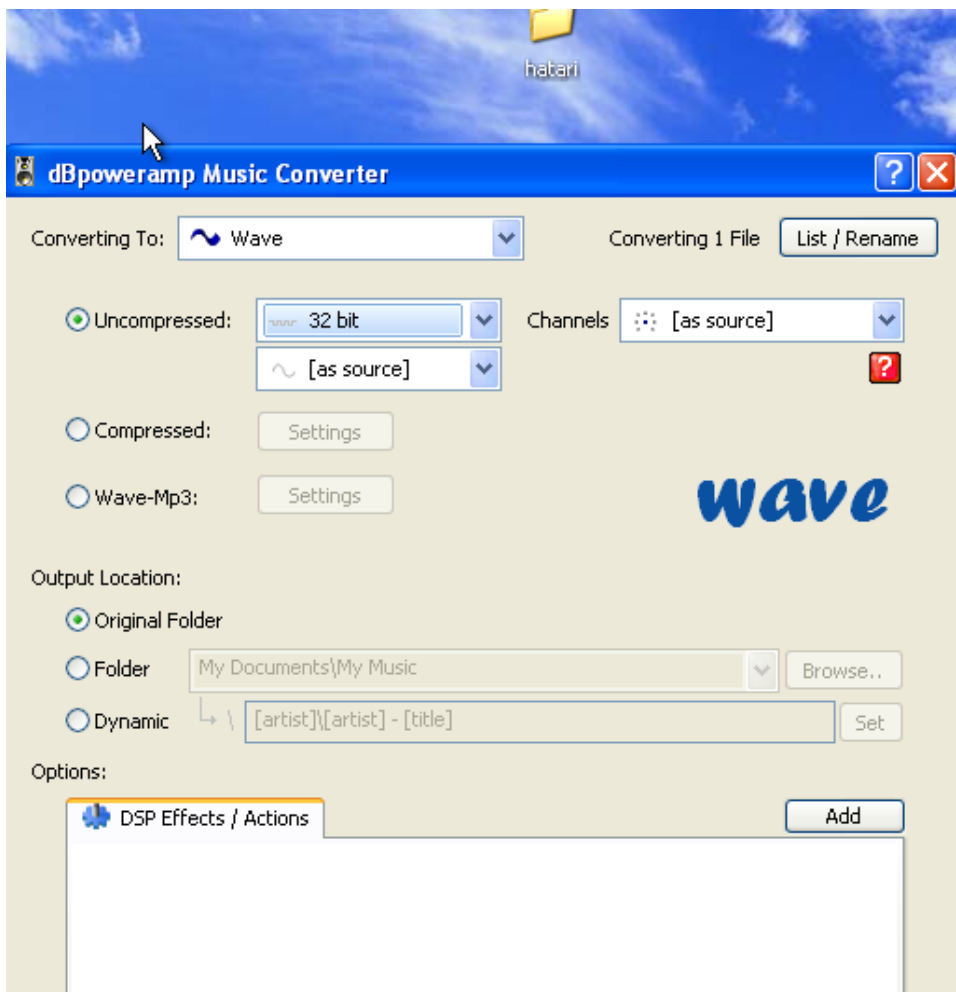 hatari
dBpoweramp Music Converter
Converting To: Wave Converting 1 File List / Rename
Uncompressed: 32 bit Channels [as source]
[as source]
Compressed: Settings
Wave-Mp3: Settings
wave
Output Location:
Original Folder
Folder My Documents\My Music Browse..
Dynamic \ [artist]\[artist] - [title] Set
Options:
DSP Effects / Actions Add